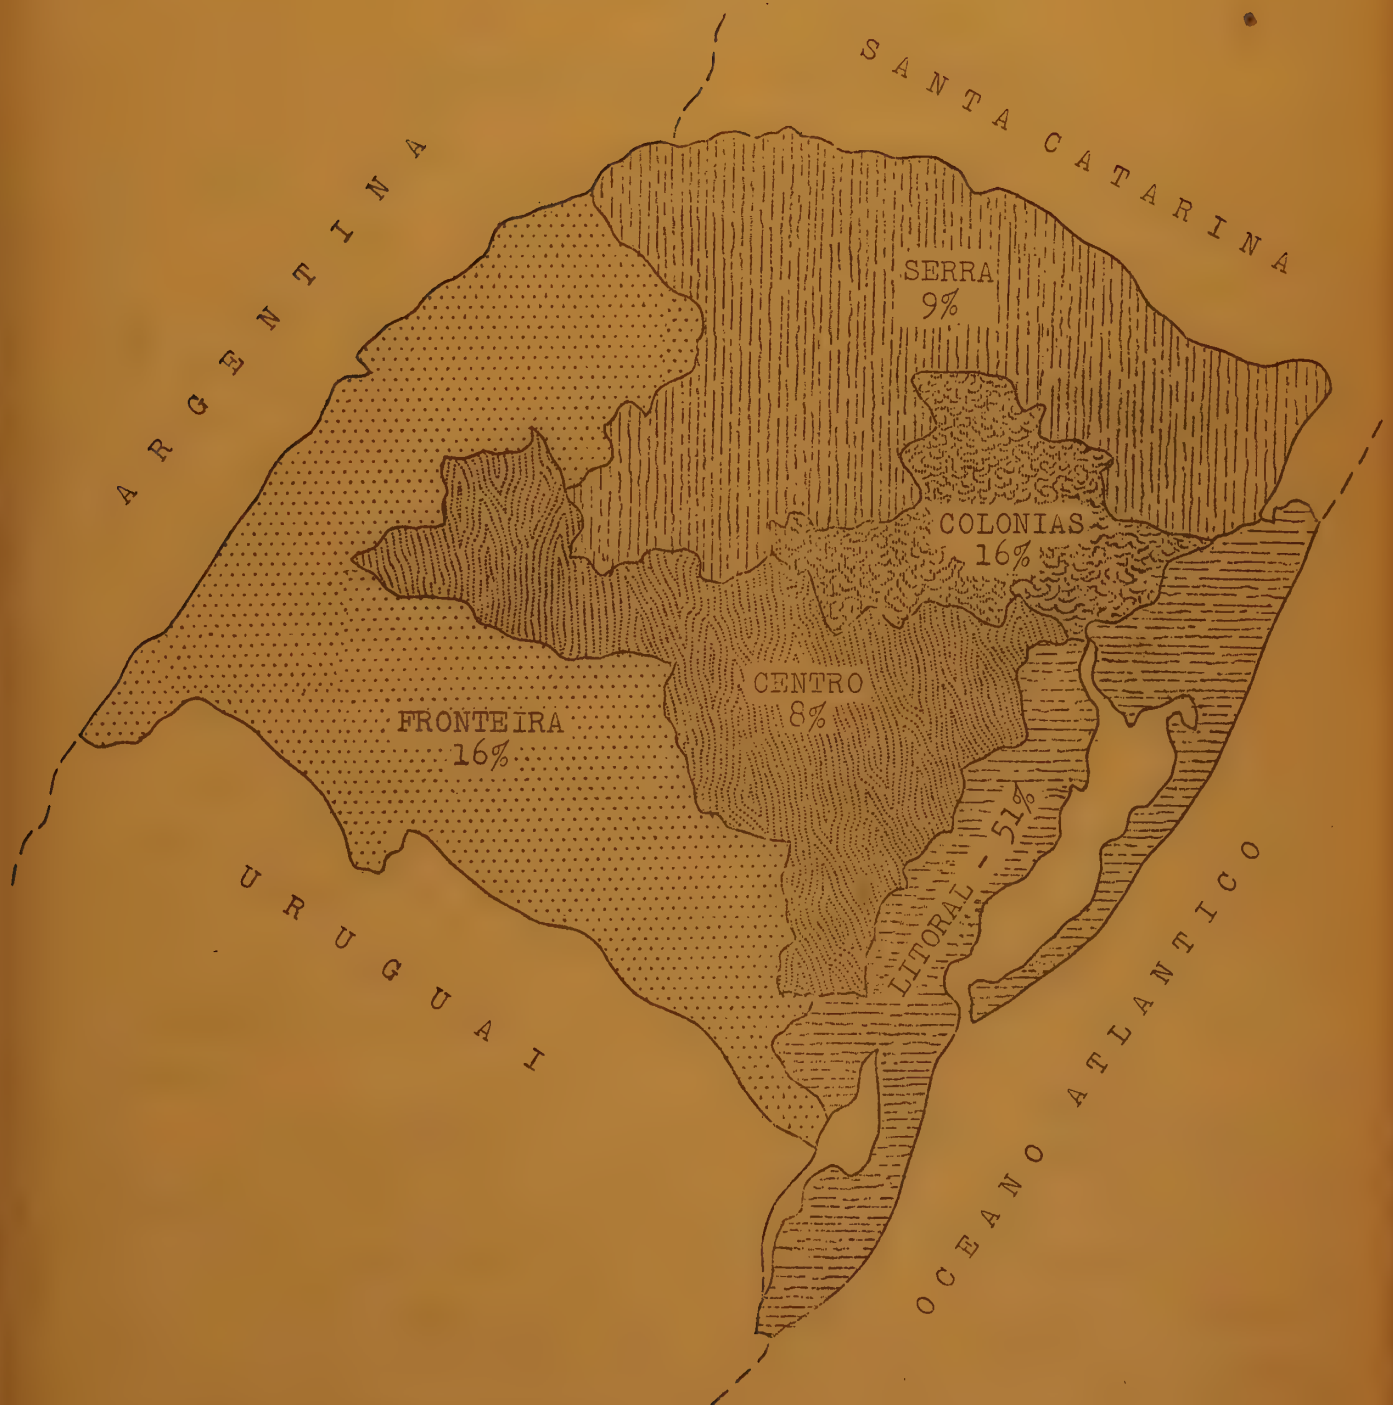 SANTA CATARINA
ARGENTINA
SERRA
9%
COLONIAS
16%
CENTRO
8%
FRONTEIRA
16%
LITORAL - 51%
URUGUAI
OCEANO ATLANTICO